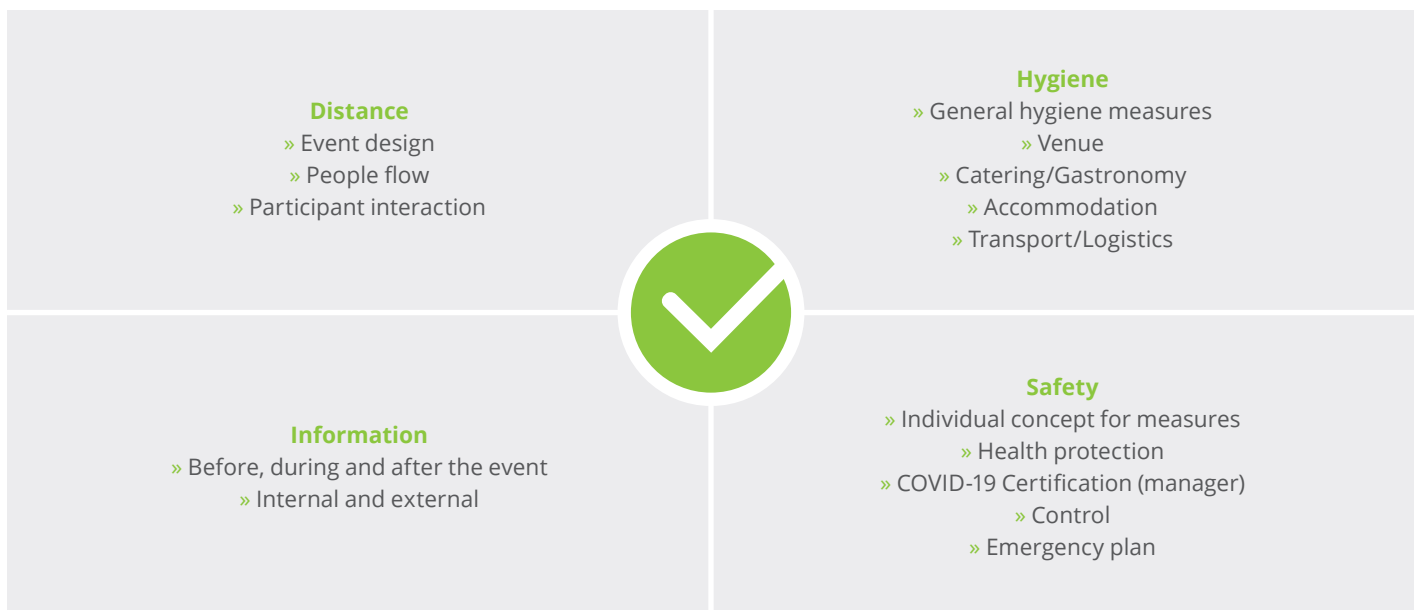 Distance
» Event design
» People flow
» Participant interaction
Hygiene
» General hygiene measures
» Venue
» Catering/Gastronomy
» Accommodation
» Transport/Logistics
Information
» Before, during and after the event
» Internal and external
Safety
» Individual concept for measures
» Health protection
» COVID-19 Certification (manager)
» Control
» Emergency plan